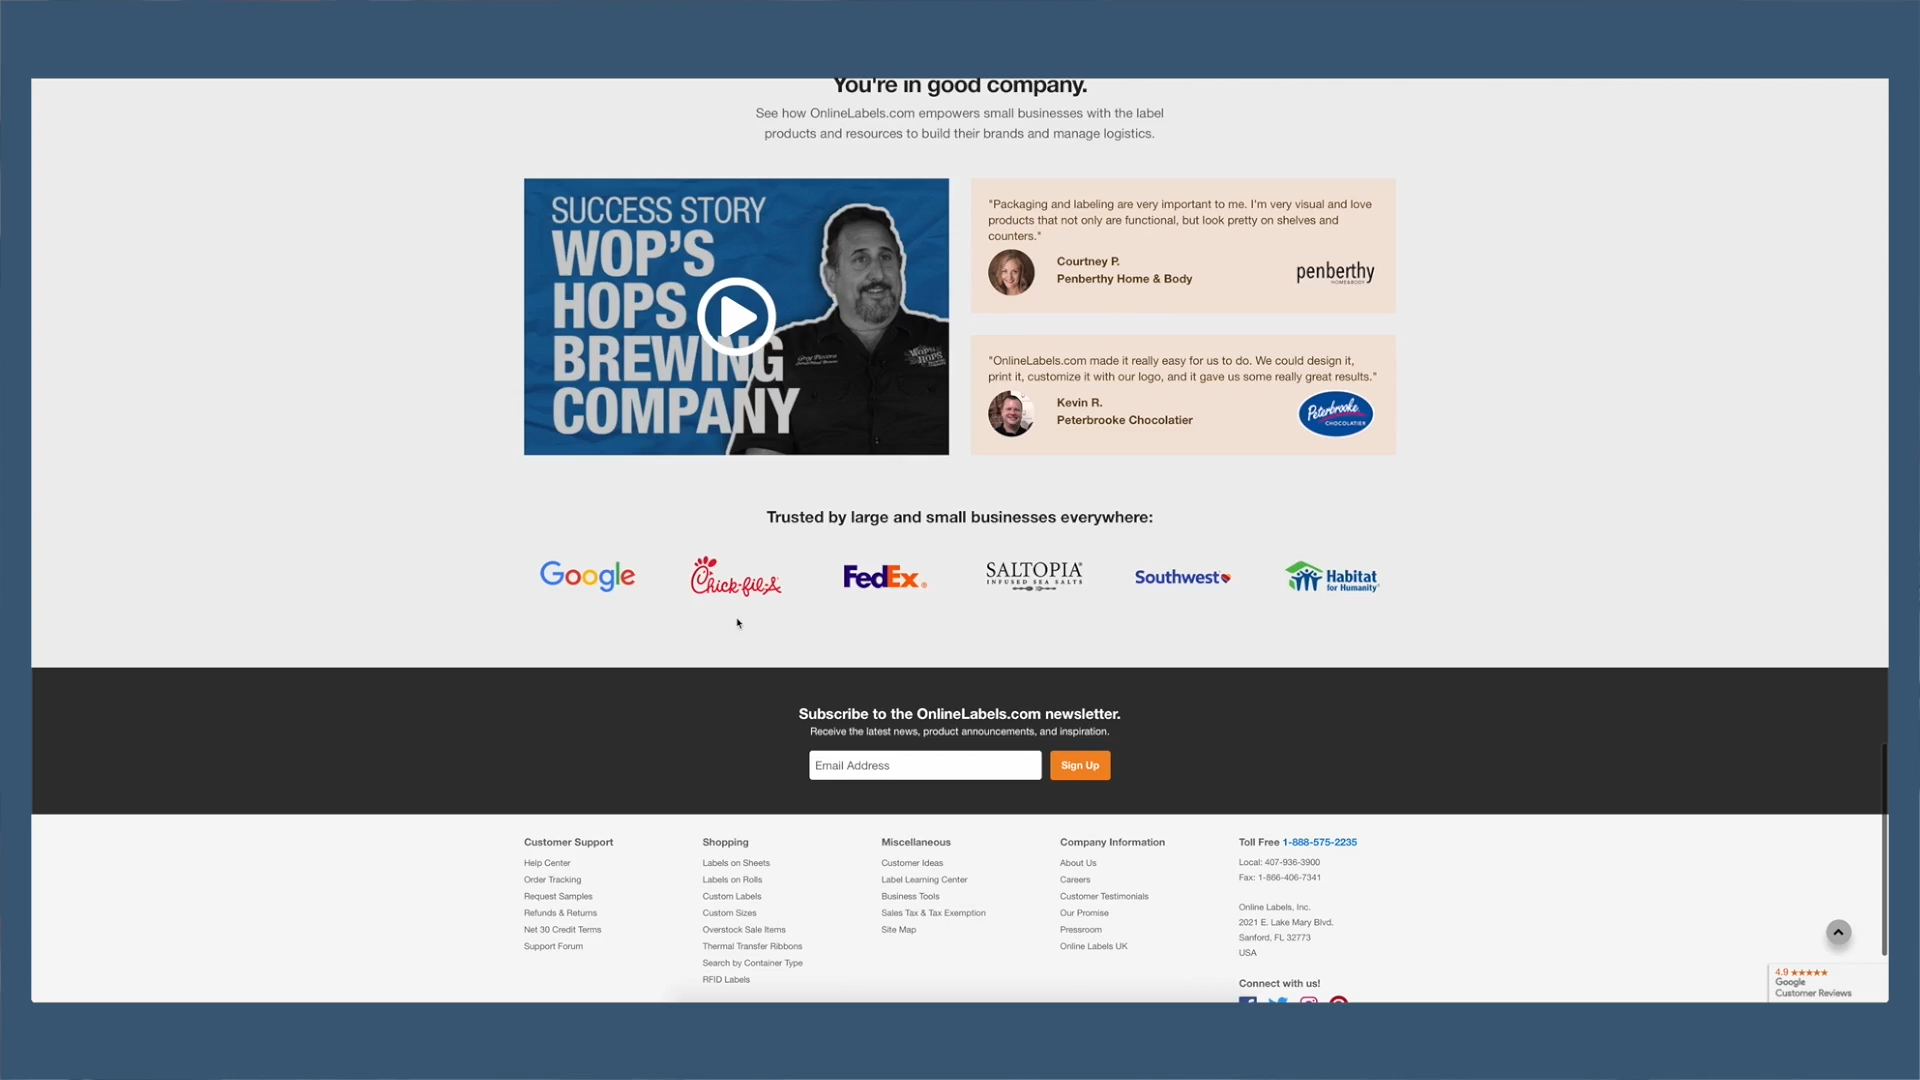 You're in good company.
See how OnlineLabels.com empowers small businesses with the label
products and resources to build their brands and manage logistics.
SUCCESS STORY
WOP'S
HOPS
BREWING
COMPANY
"Packaging and labeling are very important to me. I'm very visual and love
products that not only are functional, but look pretty on shelves and
counters."
Courtney P.
Penberthy Home & Body
penberthy
HOME&BODY
"OnlineLabels.com made it really easy for us to do. We could design it,
print it, customize it with our logo, and it gave us some really great results."
Kevin R.
Peterbrooke Chocolatier
Peterbrooke
CHOCOLATIER
Trusted by large and small businesses everywhere:
Google
Chick-fil-A
FedEx
SALTOPIA
INFUSED SEA SALTS
Southwest
Habitat
for Humanity
Subscribe to the OnlineLabels.com newsletter.
Receive the latest news, product announcements, and inspiration.
Email Address
Sign Up
Customer Support
Help Center
Order Tracking
Request Samples
Refunds & Returns
Net 30 Credit Terms
Support Forum
Shopping
Labels on Sheets
Labels on Rolls
Custom Labels
Custom Sizes
Overstock Sale Items
Thermal Transfer Ribbons
Search by Container Type
RFID Labels
Miscellaneous
Customer Ideas
Label Learning Center
Business Tools
Sales Tax & Tax Exemption
Site Map
Company Information
About Us
Careers
Customer Testimonials
Our Promise
Pressroom
Online Labels UK
Toll Free 1-888-575-2235
Local: 407-936-3900
Fax: 1-866-406-7341
Online Labels, Inc.
2021 E. Lake Mary Blvd.
Sanford, FL 32773
USA
Connect with us!
4.9
Google
Customer Reviews